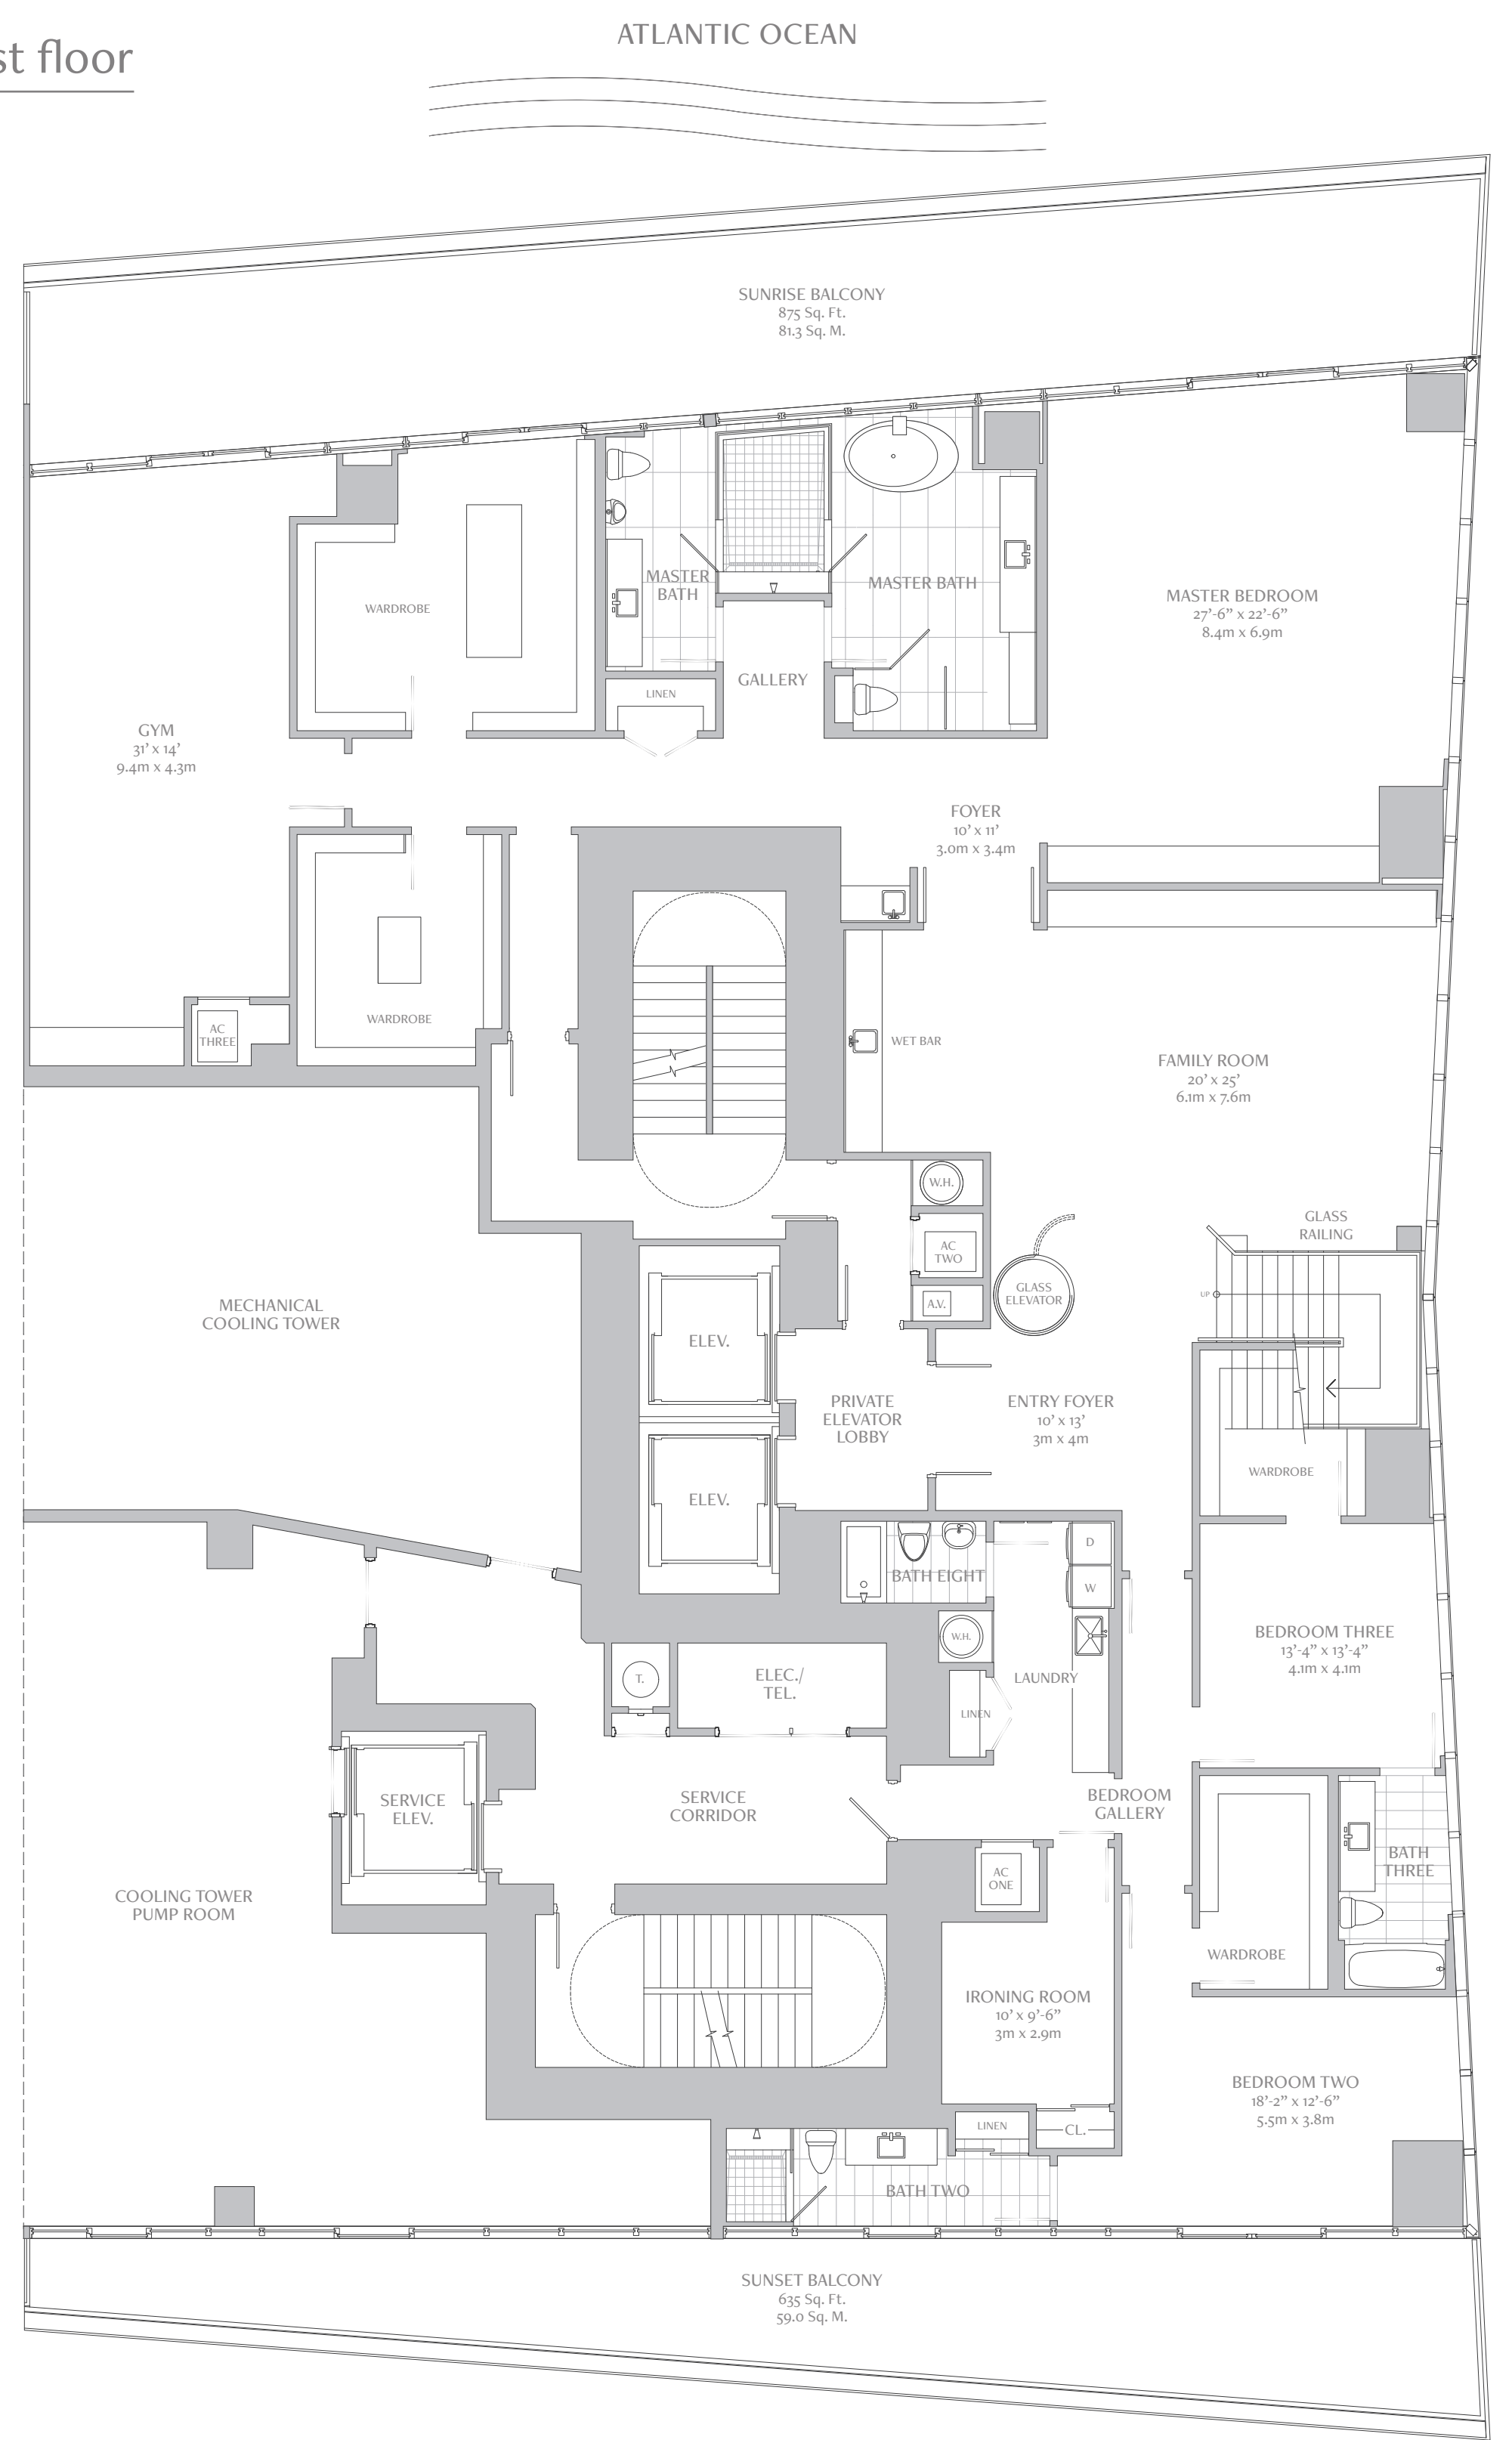 st floor
ATLANTIC OCEAN
SUNRISE BALCONY
875 Sq. Ft.
81.3 Sq. M.
MASTER
BATH
MASTER BATH
WARDROBE
MASTER BEDROOM
27’-6” x 22’-6”
8.4m x 6.9m
GALLERY
LINEN
GYM
31’ x 14’
9.4m x 4.3m
FOYER
10’ x 11’
3.0m x 3.4m
AC
THREE
WARDROBE
WET BAR
FAMILY ROOM
20’ x 25’
6.1m x 7.6m
W.H.
AC
TWO
A.V.
GLASS
ELEVATOR
GLASS
RAILING
UP
MECHANICAL
COOLING TOWER
ELEV.
PRIVATE
ELEVATOR
LOBBY
ENTRY FOYER
10’ x 13’
3m x 4m
WARDROBE
ELEV.
BATH EIGHT
D
W
W.H.
LAUNDRY
LINEN
BEDROOM THREE
13’-4” x 13’-4”
4.1m x 4.1m
T.
ELEC./
TEL.
SERVICE
ELEV.
SERVICE
CORRIDOR
BEDROOM
GALLERY
AC
ONE
BATH
THREE
COOLING TOWER
PUMP ROOM
WARDROBE
IRONING ROOM
10’ x 9’-6”
3m x 2.9m
BEDROOM TWO
18’-2” x 12’-6”
5.5m x 3.8m
LINEN
CL.
BATH TWO
SUNSET BALCONY
635 Sq. Ft.
59.0 Sq. M.